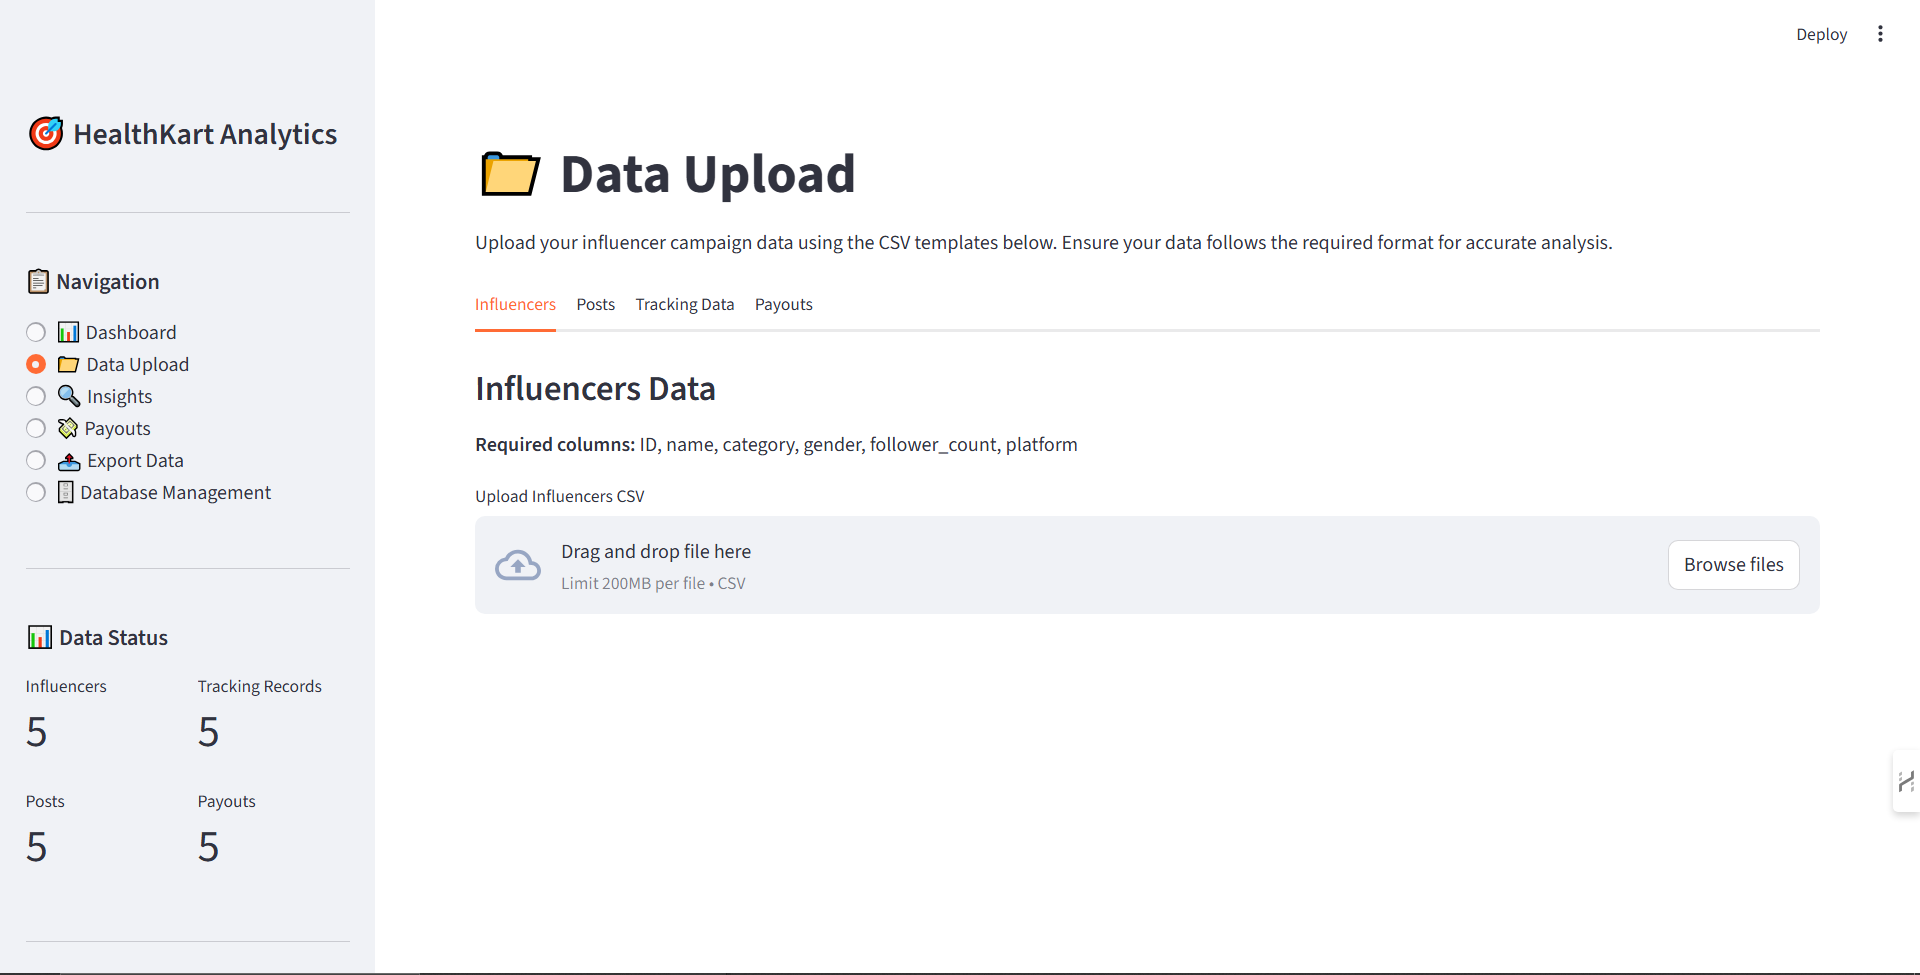 Deploy
HealthKart Analytics
Navigation
Dashboard
Data Upload
Insights
Payouts
Export Data
Database Management
Data Status
Influencers
5
Tracking Records
5
Posts
5
Payouts
5
Data Upload
Upload your influencer campaign data using the CSV templates below. Ensure your data follows the required format for accurate analysis.
Influencers Posts Tracking Data Payouts
Influencers Data
Required columns: ID, name, category, gender, follower_count, platform
Upload Influencers CSV
Drag and drop file here
Limit 200MB per file • CSV
Browse files